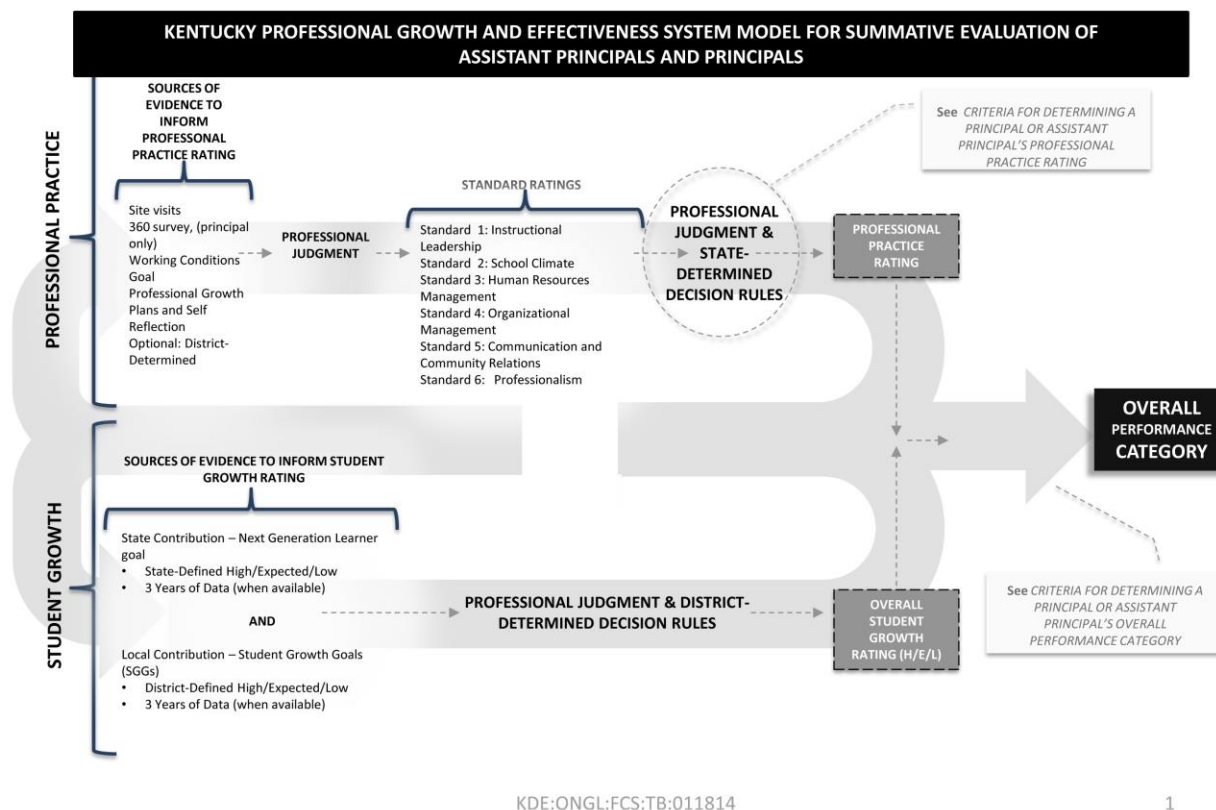 KENTUCKY PROFESSIONAL GROWTH AND EFFECTIVENESS SYSTEM MODEL FOR SUMMATIVE EVALUATION OF
ASSISTANT PRINCIPALS AND PRINCIPALS
PROFESSIONAL PRACTICE
SOURCES OF
EVIDENCE TO
INFORM
PROFESSONAL
PRACTICE RATING
Site visits
360 survey, (principal
only)
Working Conditions
Goal
Professional Growth
Plans and Self
Reflection
Optional: District-
Determined
PROFESSIONAL
JUDGMENT
STANDARD RATINGS
Standard 1: Instructional
Leadership
Standard 2: School Climate
Standard 3: Human Resources
Management
Standard 4: Organizational
Management
Standard 5: Communication and
Community Relations
Standard 6: Professionalism
PROFESSIONAL
JUDGMENT &
STATE-
DETERMINED
DECISION RULES
See CRITERIA FOR DETERMINING A
PRINCIPAL OR ASSISTANT
PRINCIPAL'S PROFESSIONAL
PRACTICE RATING
PROFESSIONAL
PRACTICE
RATING
STUDENT GROWTH
SOURCES OF EVIDENCE TO INFORM STUDENT
GROWTH RATING
State Contribution – Next Generation Learner
goal
• State-Defined High/Expected/Low
• 3 Years of Data (when available)
AND
Local Contribution – Student Growth Goals
(SGGs)
• District-Defined High/Expected/Low
• 3 Years of Data (when available)
PROFESSIONAL JUDGMENT & DISTRICT-
DETERMINED DECISION RULES
OVERALL
STUDENT
GROWTH
RATING (H/E/L)
OVERALL
PERFORMANCE
CATEGORY
See CRITERIA FOR DETERMINING A
PRINCIPAL OR ASSISTANT
PRINCIPAL'S OVERALL
PERFORMANCE CATEGORY
KDE:ONGL:FCS:TB:011814
1